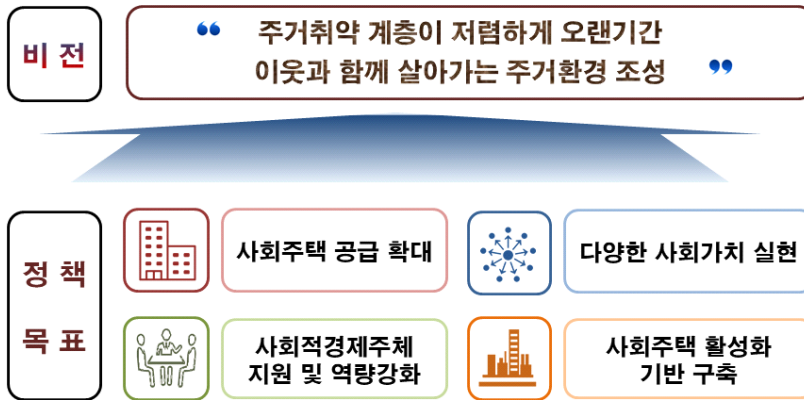 비 전
“ 주거취약 계층이 저렴하게 오랜기간
이웃과 함께 살아가는 주거환경 조성 ”
정 책
목 표
사회주택 공급 확대
다양한 사회가치 실현
사회적경제주체
지원 및 역량강화
사회주택 활성화
기반 구축